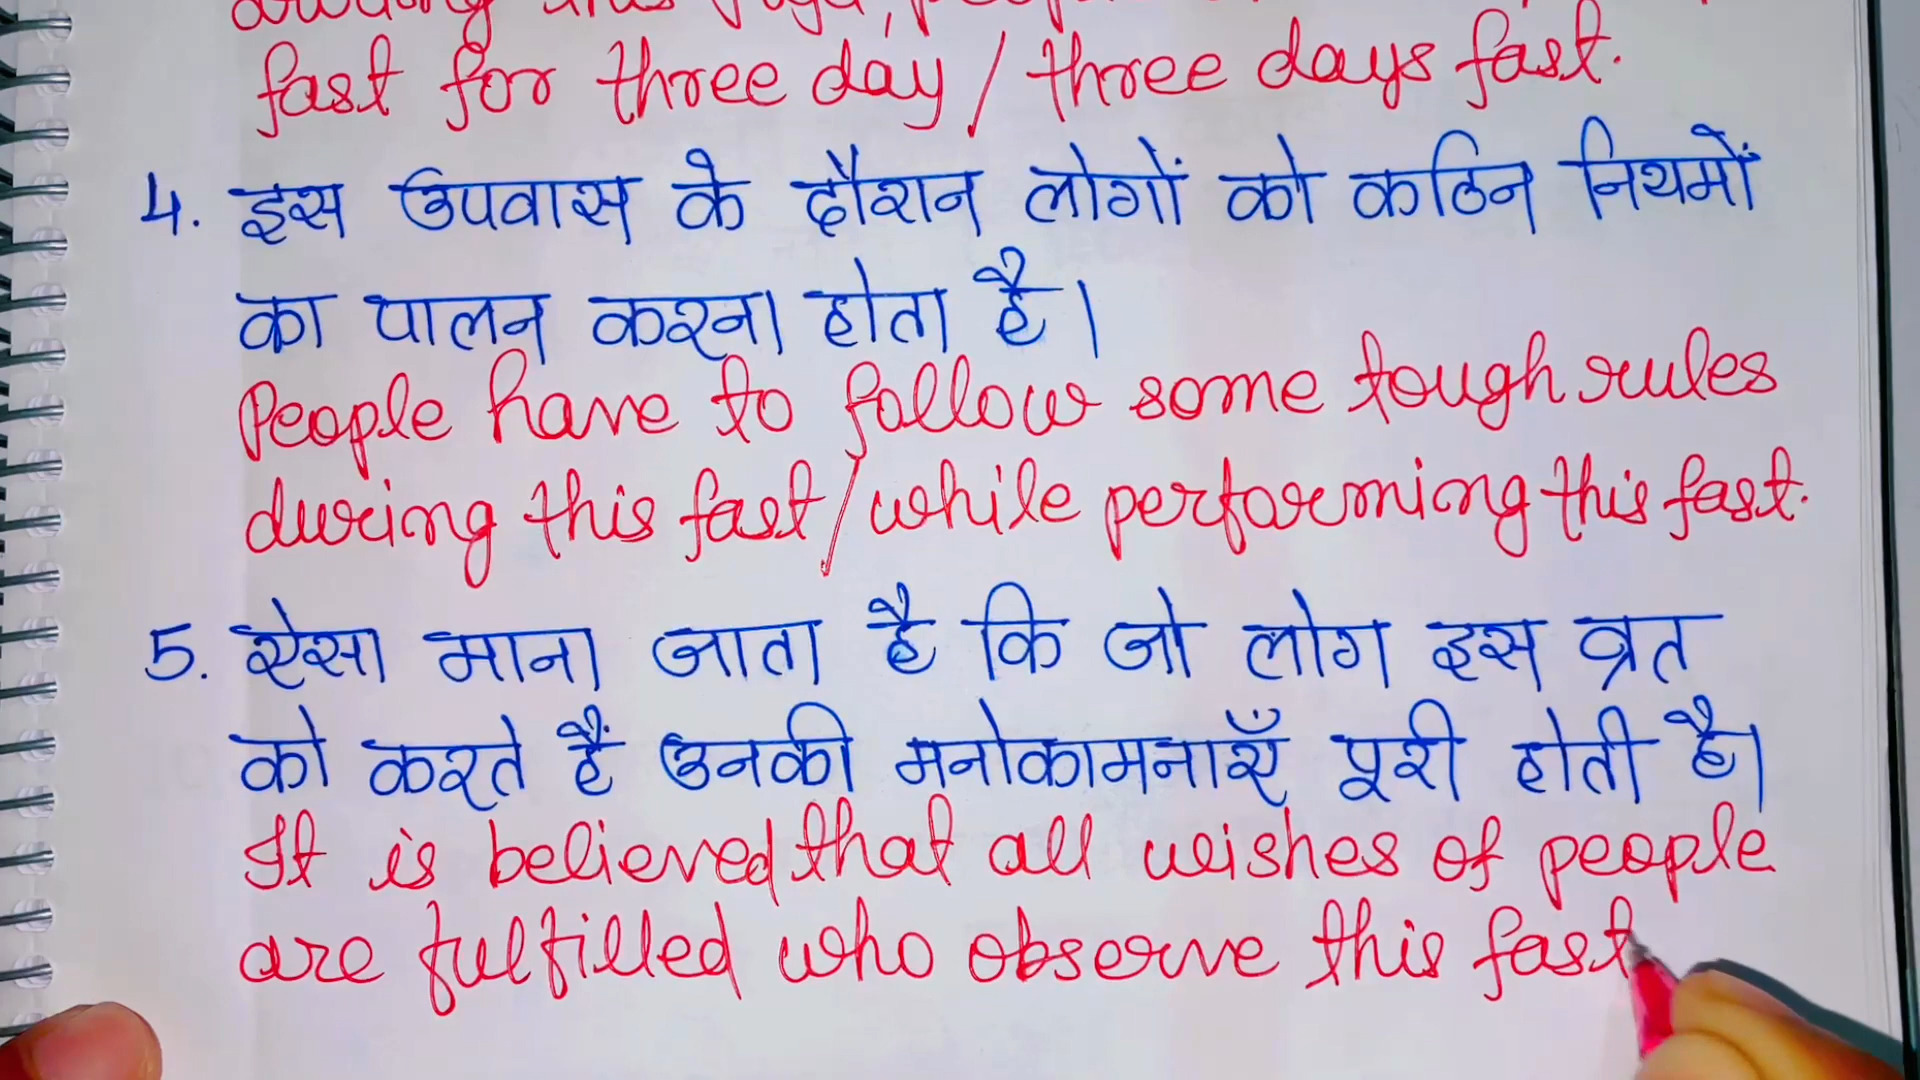 fast for three day / three days fast.
4. इस उपवास के दौरान लोगों को कठिन नियमों
का पालन करना होता है।
People have to follow some tough rules
during this fast / while performing this fast.
5. ऐसा माना जाता है कि जो लोग इस व्रत
को करते हैं उनकी मनोकामनाएँ पूरी होती है।
It is believed that all wishes of people
are fulfilled who observe this fast